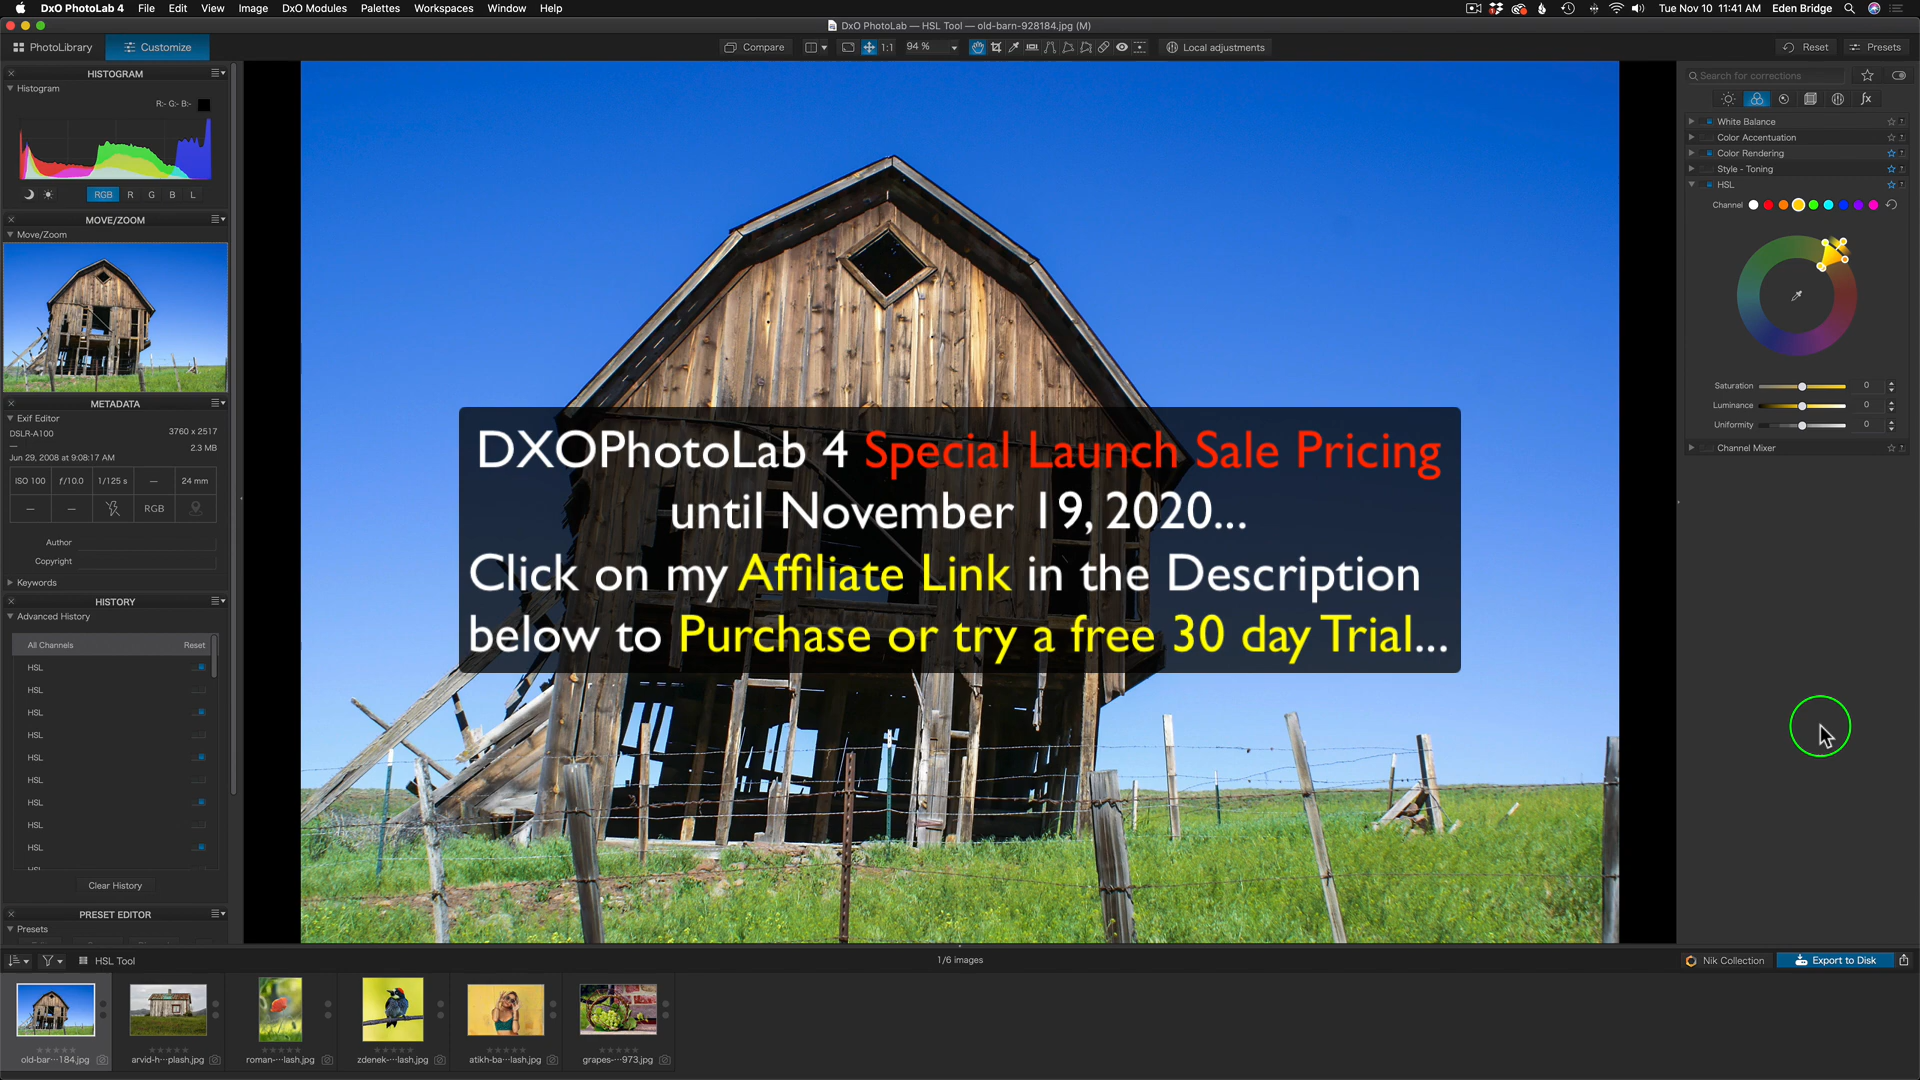 DxO PhotoLab 4 File Edit View Image DxO Modules Palettes Workspaces Window Help
Tue Nov 10 11:41 AM Eden Bridge
DxO PhotoLab — HSL Tool — old-barn-928184.jpg (M)
PhotoLibrary Customize
Compare 1:1 94 % Local adjustments
Reset Presets
HISTOGRAM
Histogram
R:- G:- B:-
RGB R G B L
MOVE/ZOOM
Move/Zoom
METADATA
Exif Editor
DSLR-A100 3760 x 2517
— 2.3 MB
Jun 29, 2008 at 9:08:17 AM
ISO 100 ƒ/10.0 1/125 s — 24 mm
— — RGB
Author
Copyright
Keywords
HISTORY
Advanced History
All Channels Reset
HSL
HSL
HSL
HSL
HSL
HSL
HSL
HSL
HSL
Clear History
PRESET EDITOR
Presets
DXOPhotoLab 4 Special Launch Sale Pricing
until November 19, 2020...
Click on my Affiliate Link in the Description
below to Purchase or try a free 30 day Trial...
Search for corrections
fx
White Balance
Color Accentuation
Color Rendering
Style - Toning
HSL
Channel
Saturation 0
Luminance 0
Uniformity 0
Channel Mixer
HSL Tool
1/6 images
Nik Collection Export to Disk
old-bar···184.jpg
arvid-h···plash.jpg
roman-···lash.jpg
zdenek-···lash.jpg
atikh-ba···lash.jpg
grapes-···973.jpg